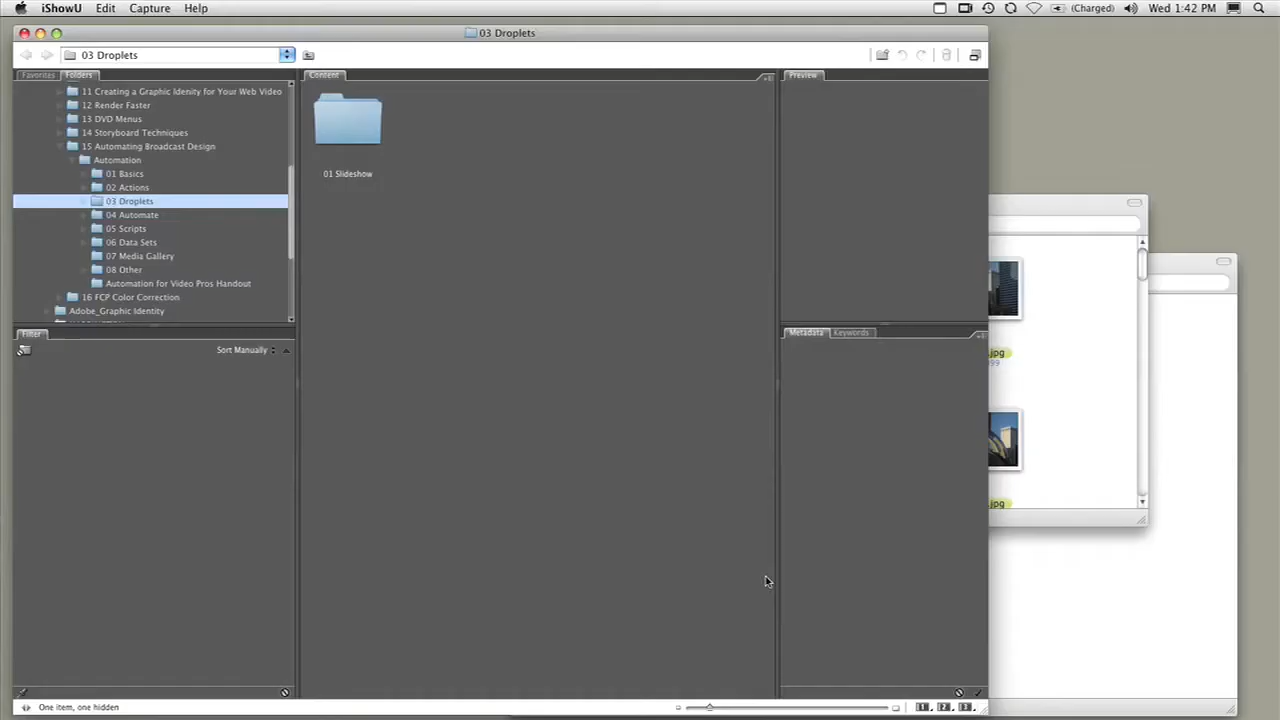 iShowU Edit Capture Help (Charged) Wed 1:42 PM
03 Droplets
03 Droplets
Favorites Folders Content Preview
11 Creating a Graphic Idenity for Your Web Video
12 Render Faster
13 DVD Menus
14 Storyboard Techniques
15 Automating Broadcast Design
Automation
01 Basics
02 Actions
03 Droplets
04 Automate
05 Scripts
06 Data Sets
07 Media Gallery
08 Other
Automation for Video Pros Handout
16 FCP Color Correction
Adobe_Graphic Identity
01 Slideshow
Filter
Sort Manually
Metadata Keywords
.jpg
.jpg
One item, one hidden
1 2 3